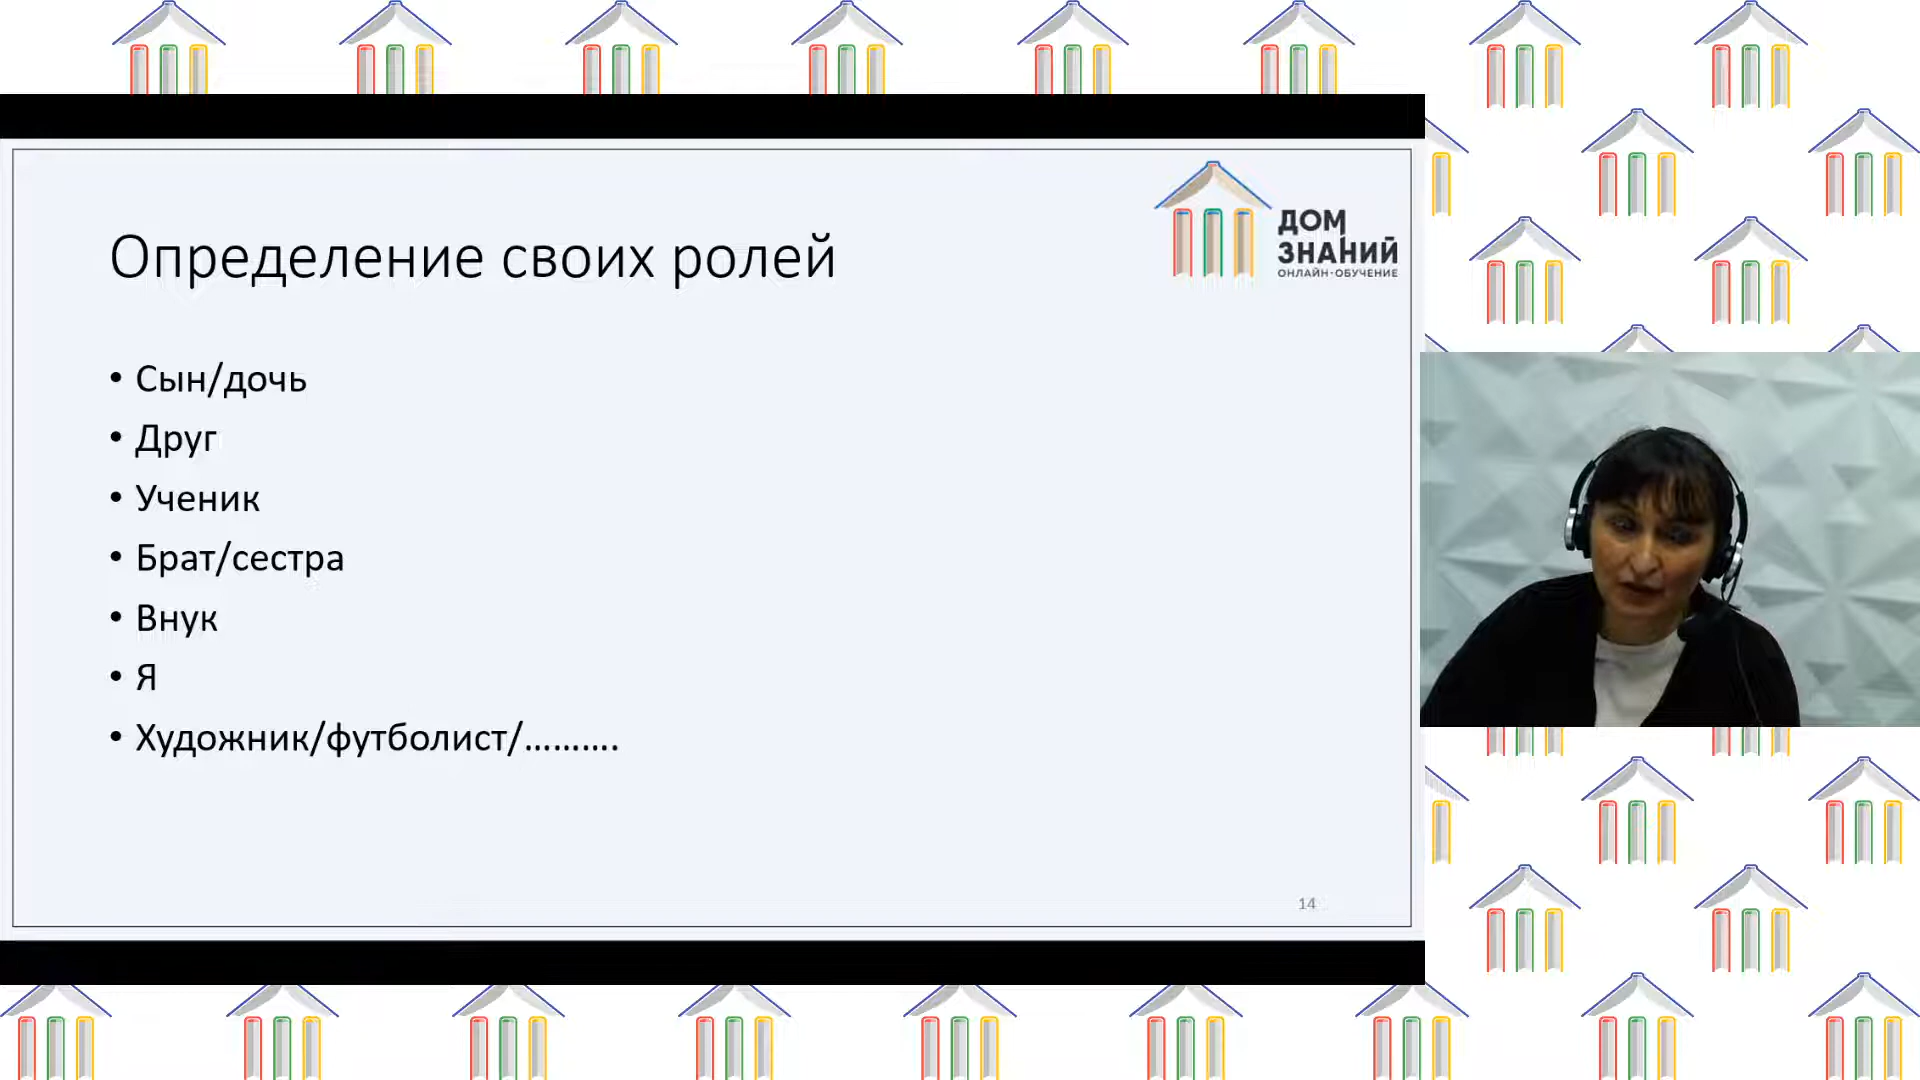 ДОМ
ЗНАНИЙ
ОНЛАЙН-ОБУЧЕНИЕ
Определение своих ролей
• Сын/дочь
• Друг
• Ученик
• Брат/сестра
• Внук
• Я
• Художник/футболист/……….
14